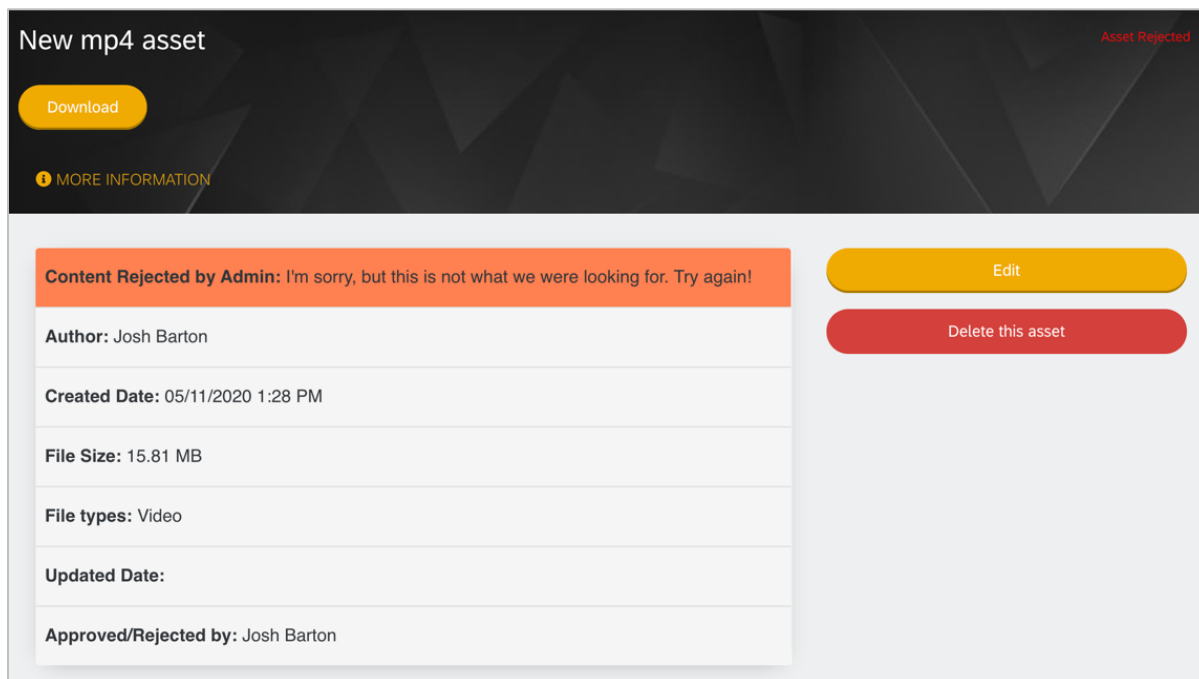 New mp4 asset
Asset Rejected
Download
MORE INFORMATION
Content Rejected by Admin: I'm sorry, but this is not what we were looking for. Try again!
Edit
Author: Josh Barton
Delete this asset
Created Date: 05/11/2020 1:28 PM
File Size: 15.81 MB
File types: Video
Updated Date:
Approved/Rejected by: Josh Barton